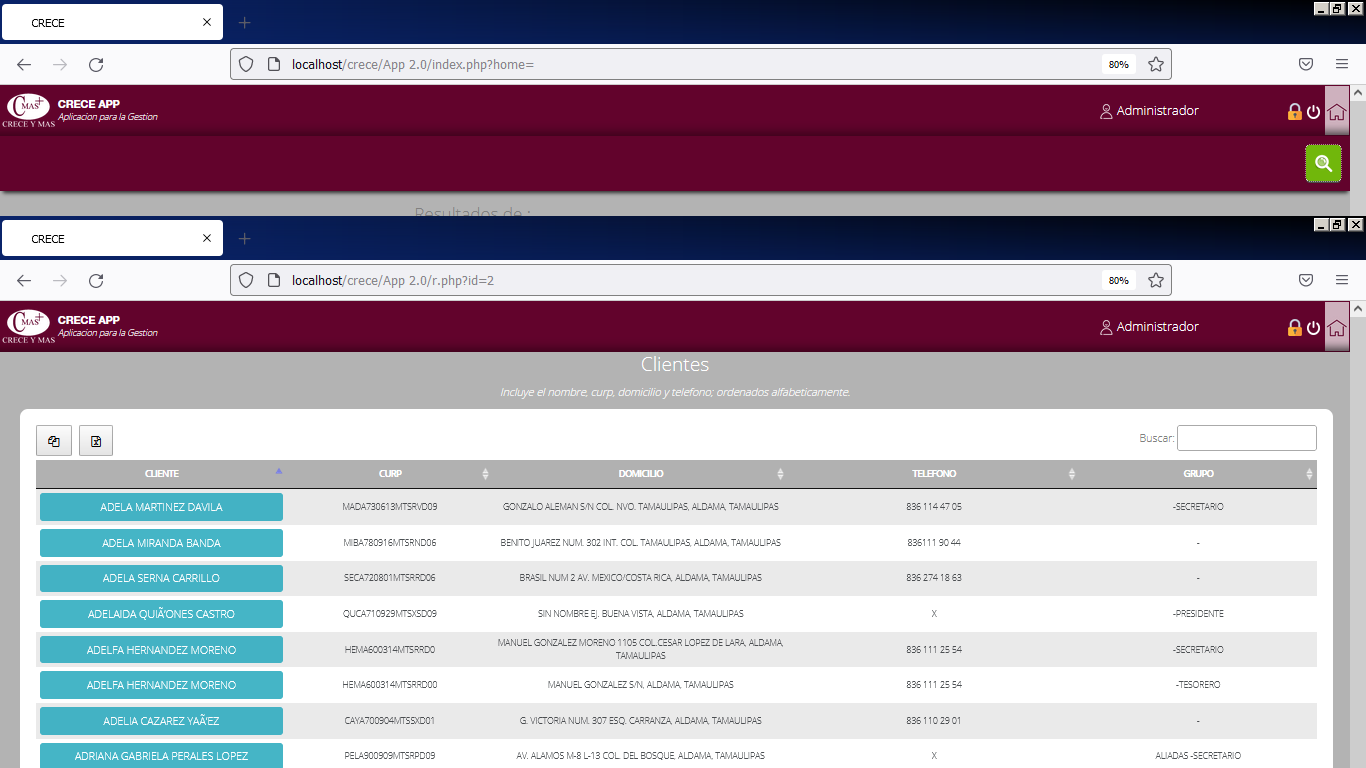 CRECE
localhost/crece/App 2.0/index.php?home=
80%
CMAS+
CRECE Y MAS
CRECE APP
Aplicacion para la Gestion
Administrador
Resultados de :
CRECE
localhost/crece/App 2.0/r.php?id=2
80%
CMAS+
CRECE Y MAS
CRECE APP
Aplicacion para la Gestion
Administrador
Clientes
Incluye el nombre, curp, domicilio y telefono; ordenados alfabeticamente.
Buscar:
CLIENTE CURP DOMICILIO TELEFONO GRUPO
ADELA MARTINEZ DAVILA MADA730613MTSRVD09 GONZALO ALEMAN S/N COL. NVO. TAMAULIPAS, ALDAMA, TAMAULIPAS 836 114 47 05 -SECRETARIO
ADELA MIRANDA BANDA MIBA780916MTSRND06 BENITO JUAREZ NUM. 302 INT. COL. TAMAULIPAS, ALDAMA, TAMAULIPAS 836111 90 44 -
ADELA SERNA CARRILLO SECA720801MTSRRD06 BRASIL NUM 2 AV. MEXICO/COSTA RICA, ALDAMA, TAMAULIPAS 836 274 18 63 -
ADELAIDA QUIÃ‘ONES CASTRO QUCA710929MTSXSD09 SIN NOMBRE EJ. BUENA VISTA, ALDAMA, TAMAULIPAS X -PRESIDENTE
ADELFA HERNANDEZ MORENO HEMA600314MTSRRD0 MANUEL GONZALEZ MORENO 1105 COL.CESAR LOPEZ DE LARA, ALDAMA, TAMAULIPAS 836 111 25 54 -SECRETARIO
ADELFA HERNANDEZ MORENO HEMA600314MTSRRD00 MANUEL GONZALEZ S/N, ALDAMA, TAMAULIPAS 836 111 25 54 -TESORERO
ADELIA CAZAREZ YAÃ‘EZ CAYA700904MTSSXD01 G. VICTORIA NUM. 307 ESQ. CARRANZA, ALDAMA, TAMAULIPAS 836 110 29 01 -
ADRIANA GABRIELA PERALES LOPEZ PELA900909MTSRPD09 AV. ALAMOS M-8 L-13 COL. DEL BOSQUE, ALDAMA, TAMAULIPAS X ALIADAS -SECRETARIO